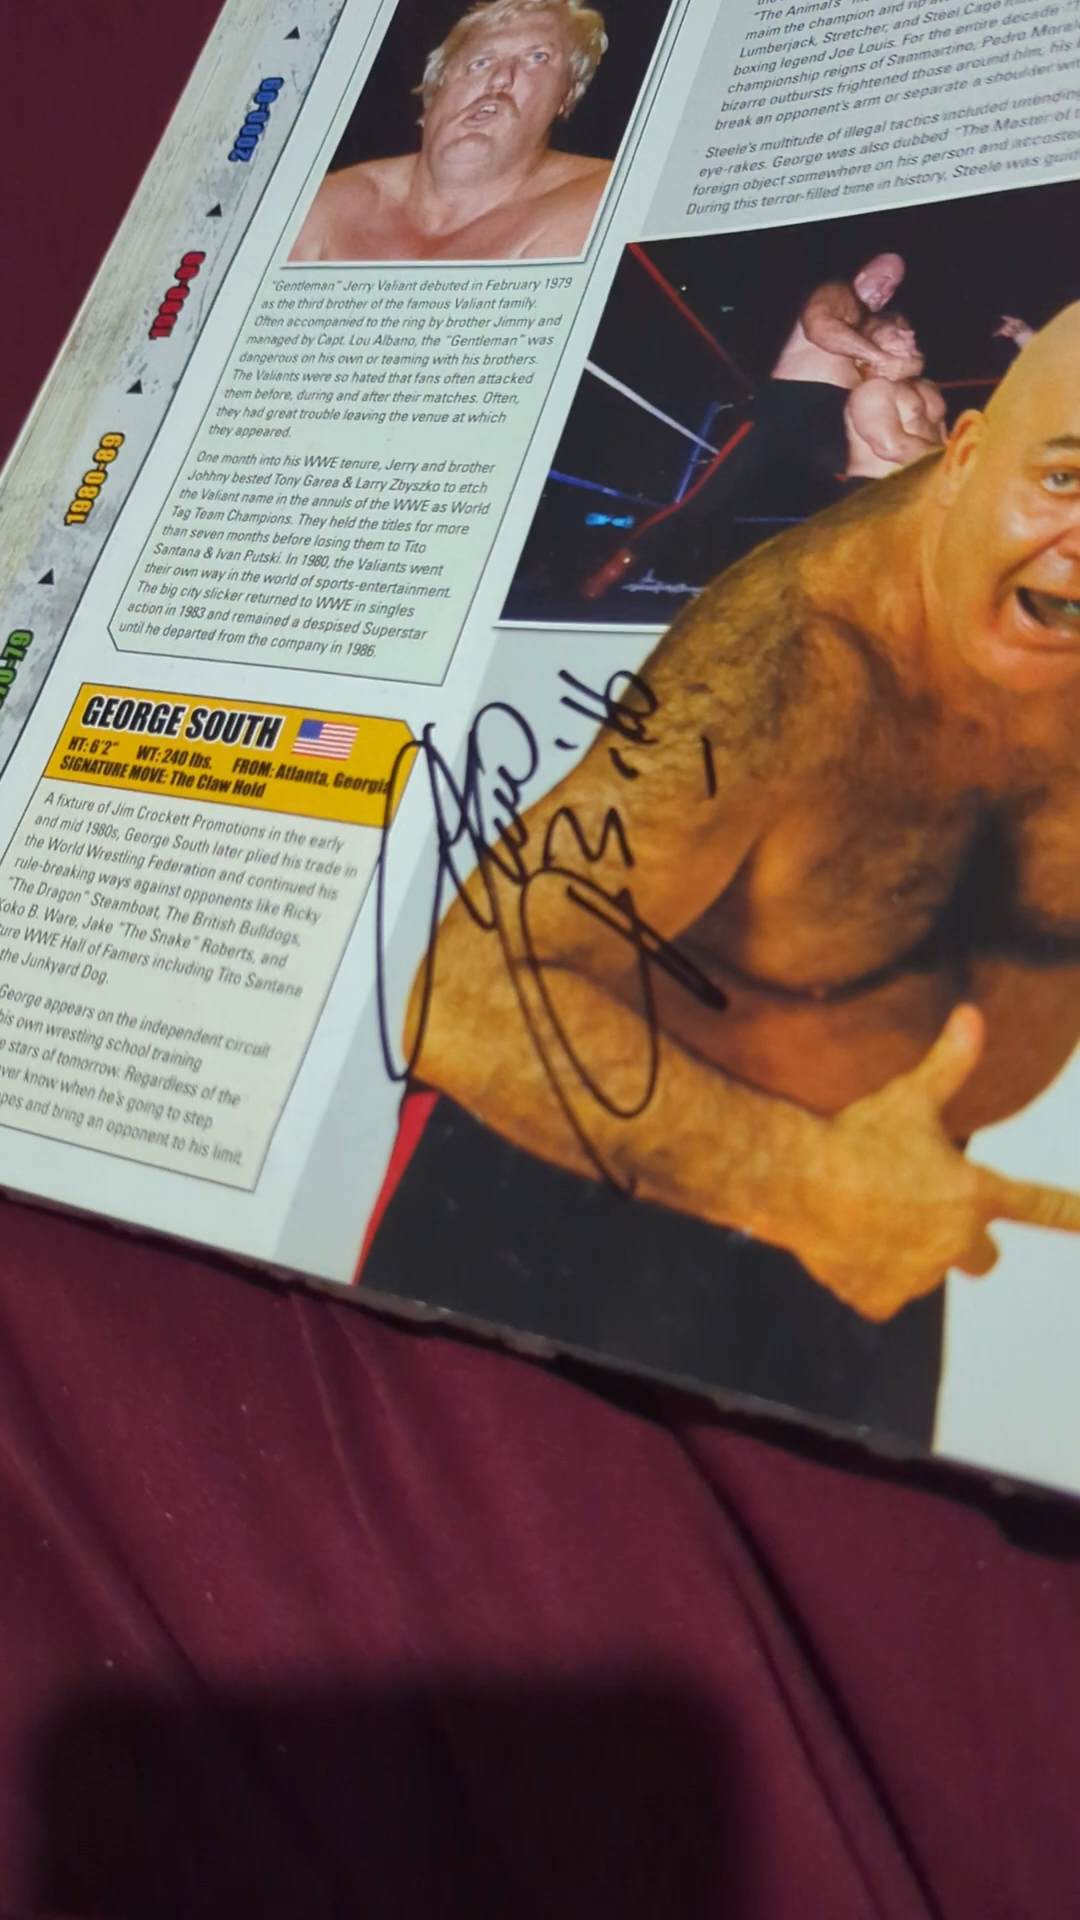 2000-09
1990-99
1980-89
"Gentleman" Jerry Valiant debuted in February 1979
as the third brother of the famous Valiant family.
Often accompanied to the ring by brother Jimmy and
managed by Capt. Lou Albano, the "Gentleman" was
dangerous on his own or teaming with his brothers.
The Valiants were so hated that fans often attacked
them before, during and after their matches. Often,
they had great trouble leaving the venue at which
they appeared.
One month into his WWE tenure, Jerry and brother
Johhny bested Tony Garea & Larry Zbyszko to etch
the Valiant name in the annuls of the WWE as World
Tag Team Champions. They held the titles for more
than seven months before losing them to Tito
Santana & Ivan Putski. In 1980, the Valiants went
their own way in the world of sports-entertainment.
The big city slicker returned to WWE in singles
action in 1983 and remained a despised Superstar
until he departed from the company in 1986.
GEORGE SOUTH
HT: 6'2" WT: 240 lbs. FROM: Atlanta, Georgia
SIGNATURE MOVE: The Claw Hold
A fixture of Jim Crockett Promotions in the early
and mid 1980s, George South later plied his trade in
the World Wrestling Federation and continued his
rule-breaking ways against opponents like Ricky
"The Dragon" Steamboat, The British Bulldogs,
Koko B. Ware, Jake "The Snake" Roberts, and
WWE Hall of Famers including Tito Santana
the Junkyard Dog.
George appears on the independent circuit
his own wrestling school training
stars of tomorrow. Regardless of the
know when he's going to step
and bring an opponent to his limit.
"The Animal's"
maim the champion and
Lumberjack, Stretcher, and Steel Cage
boxing legend Joe Louis. For the entire decade
championship reigns of Sammartino, Pedro
bizarre outbursts frightened those around him, his
break an opponent's arm or separate a shoulder
Steele's multitude of illegal tactics included
eye-rakes. George was also dubbed "The Master of
foreign object somewhere on his person and
During this terror-filled time in history, Steele was